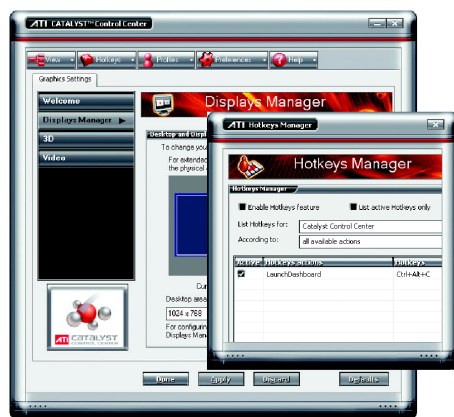 ATI CATALYST™ Control Center
View Hotkeys Profiles Preferences Help
Graphics Settings
Welcome
Displays Manager
3D
Video
Displays Manager
Desktop and Displ
To change you
For extended
the physical
Cur
Desktop area
1024 x 768
For configurin
Displays Man
ATI CATALYST
CONTROL CENTER
Done Apply Discard Defaults
ATI Hotkeys Manager
Hotkeys Manager
Hotkeys Manager
Enable Hotkeys feature List active Hotkeys only
List Hotkeys for: Catalyst Control Center
According to: all available actions
Active Hotkeys actions Hotkeys
LaunchDashboard Ctrl+Alt+C